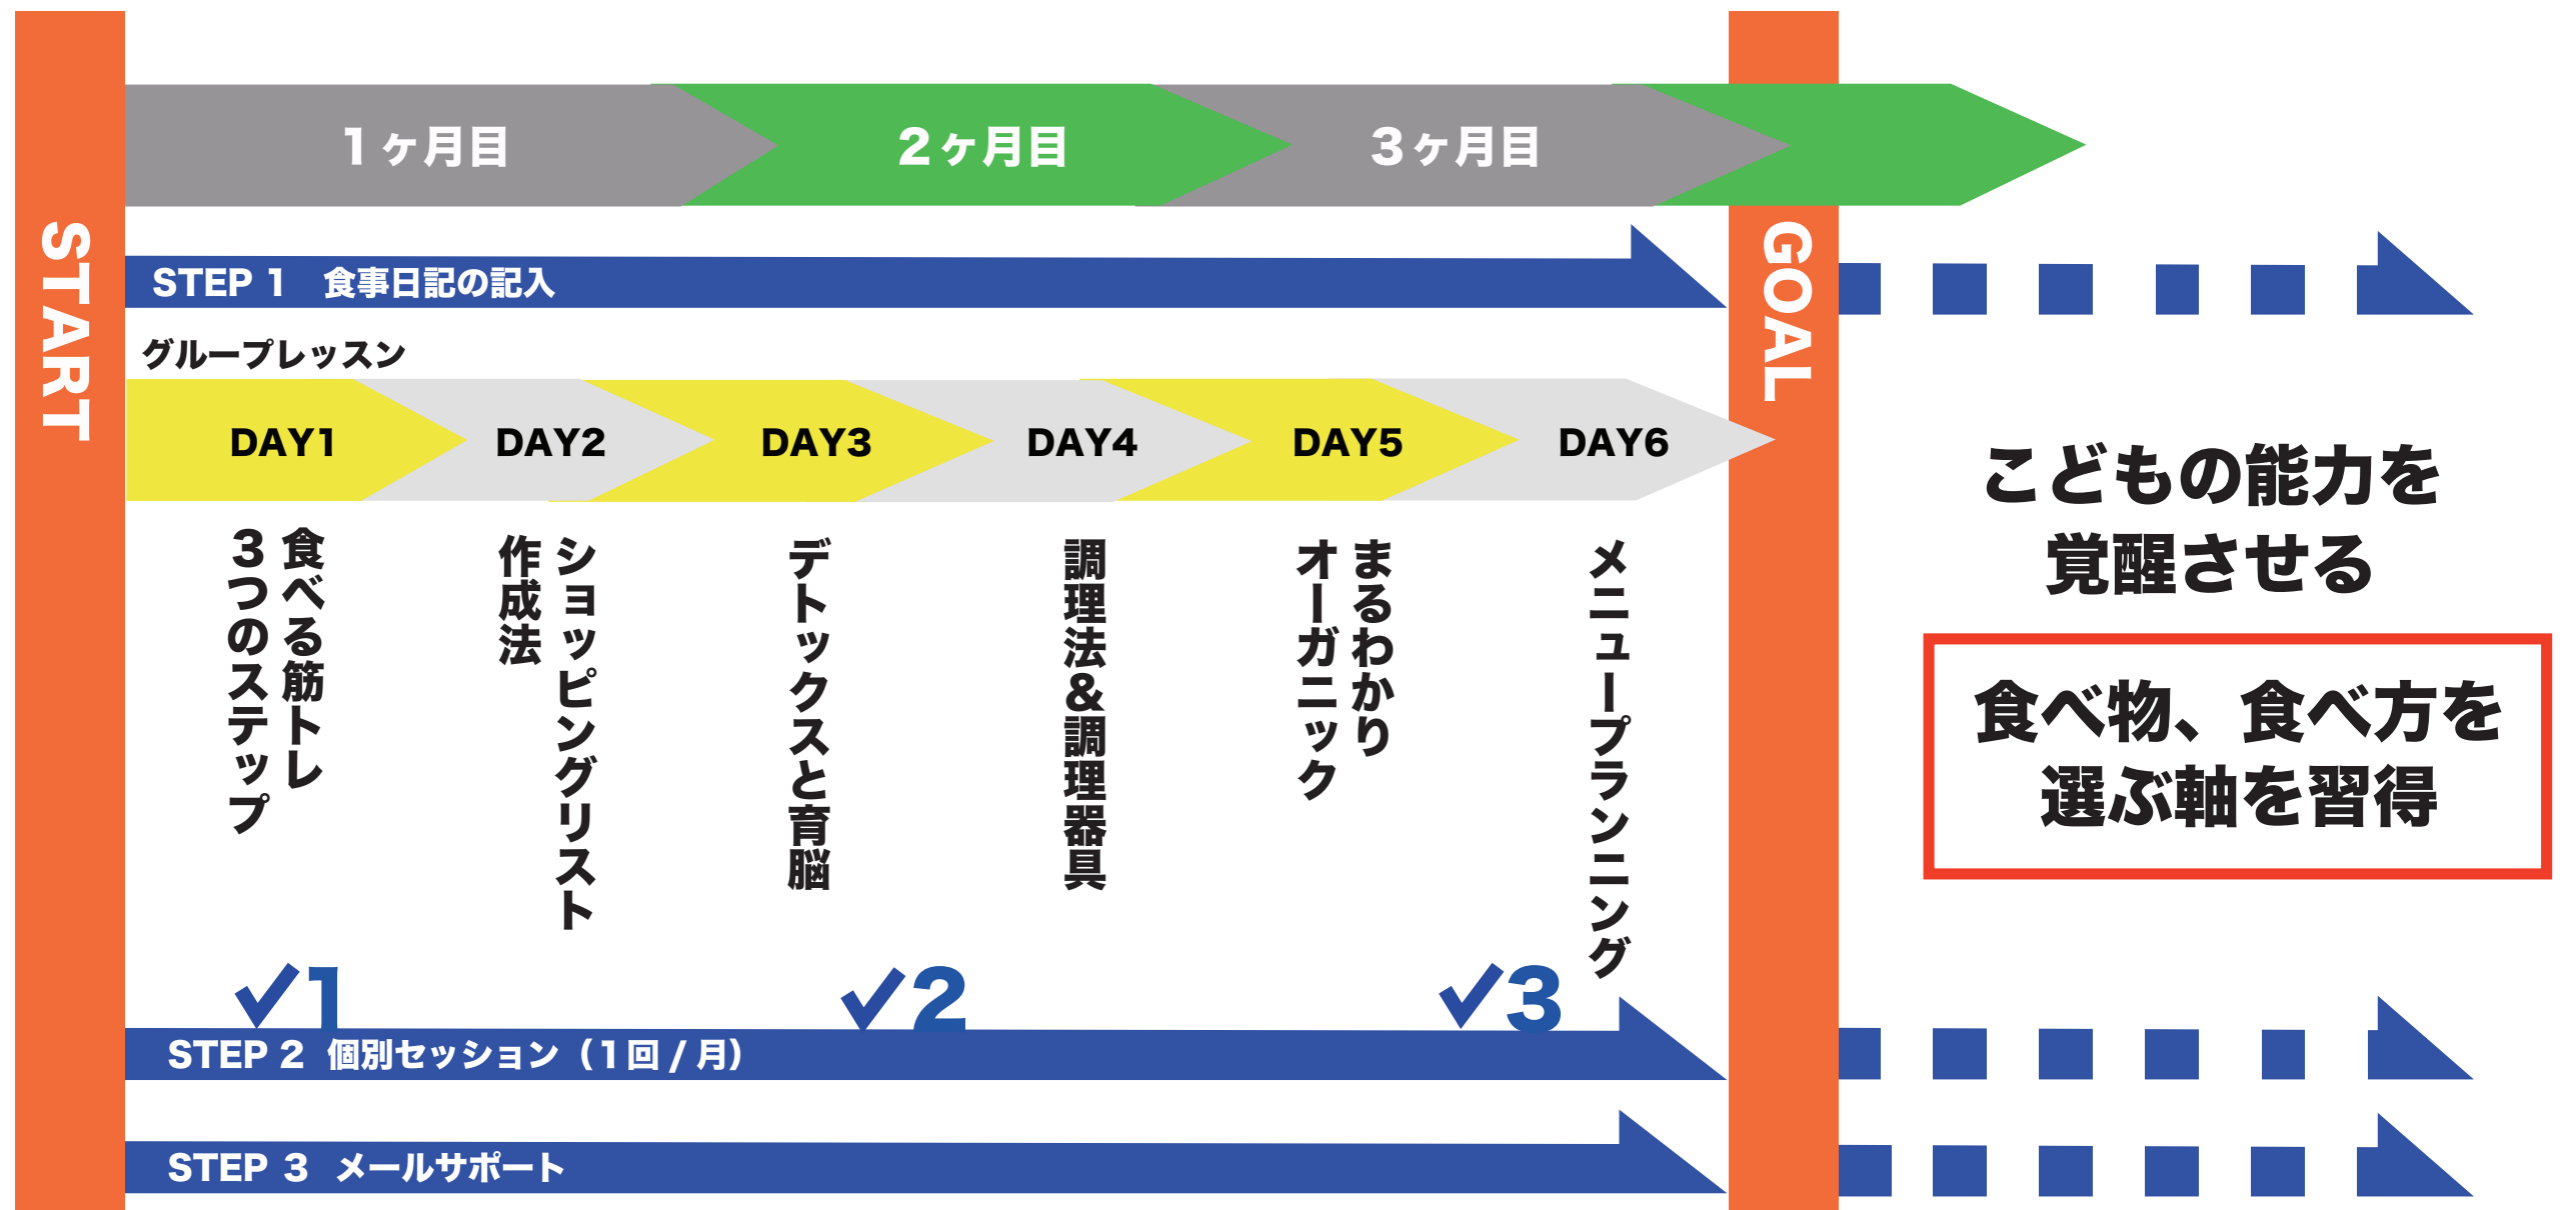 START
1ヶ月目
2ヶ月目
3ヶ月目
GOAL
STEP 1 食事日記の記入
グループレッスン
DAY1
DAY2
DAY3
DAY4
DAY5
DAY6
食べる筋トレ
3つのステップ
ショッピングリスト
作成法
デトックスと育脳
調理法&調理器具
まるわかり
オーガニック
メニュープランニング
✓1
✓2
✓3
STEP 2 個別セッション（1回/月）
STEP 3 メールサポート
こどもの能力を
覚醒させる
食べ物、食べ方を
選ぶ軸を習得